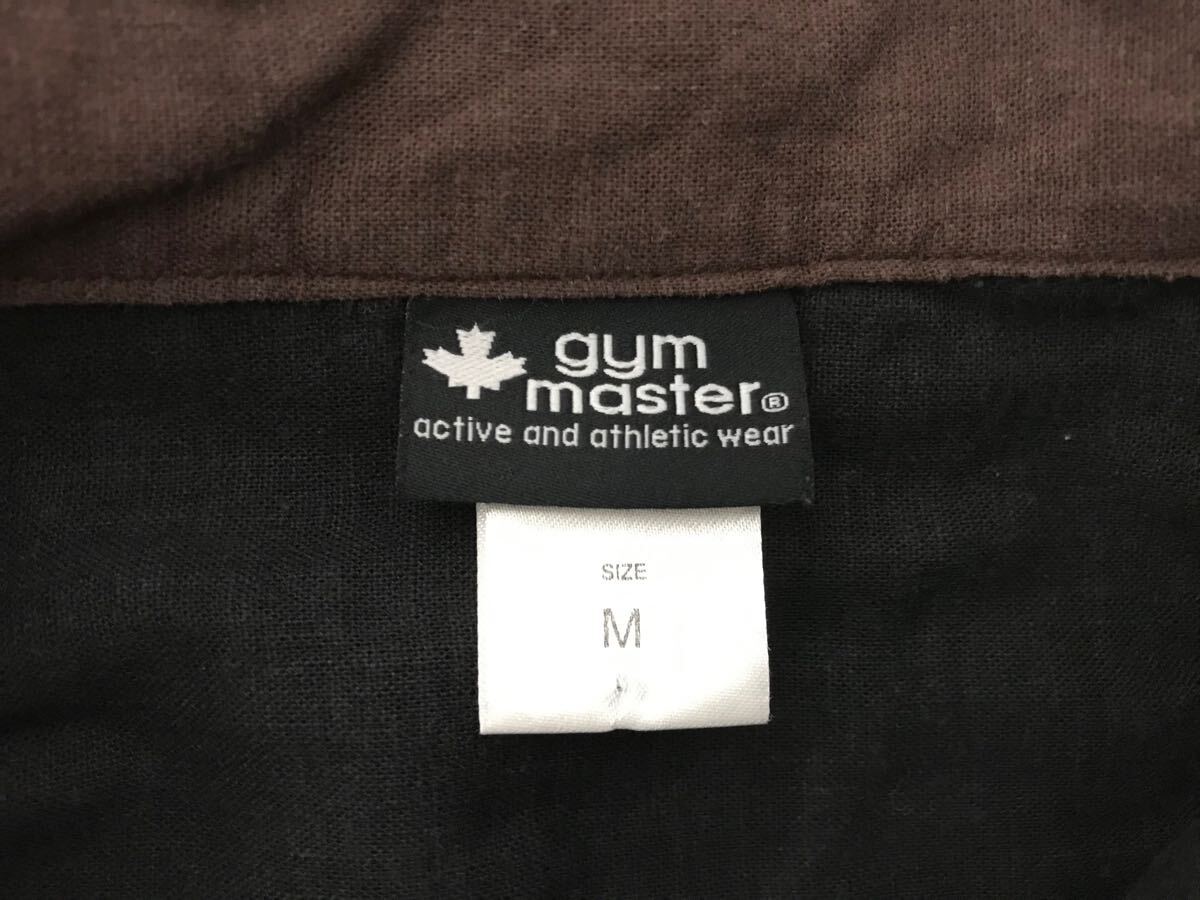 gym
master®
active and athletic wear
SIZE
M